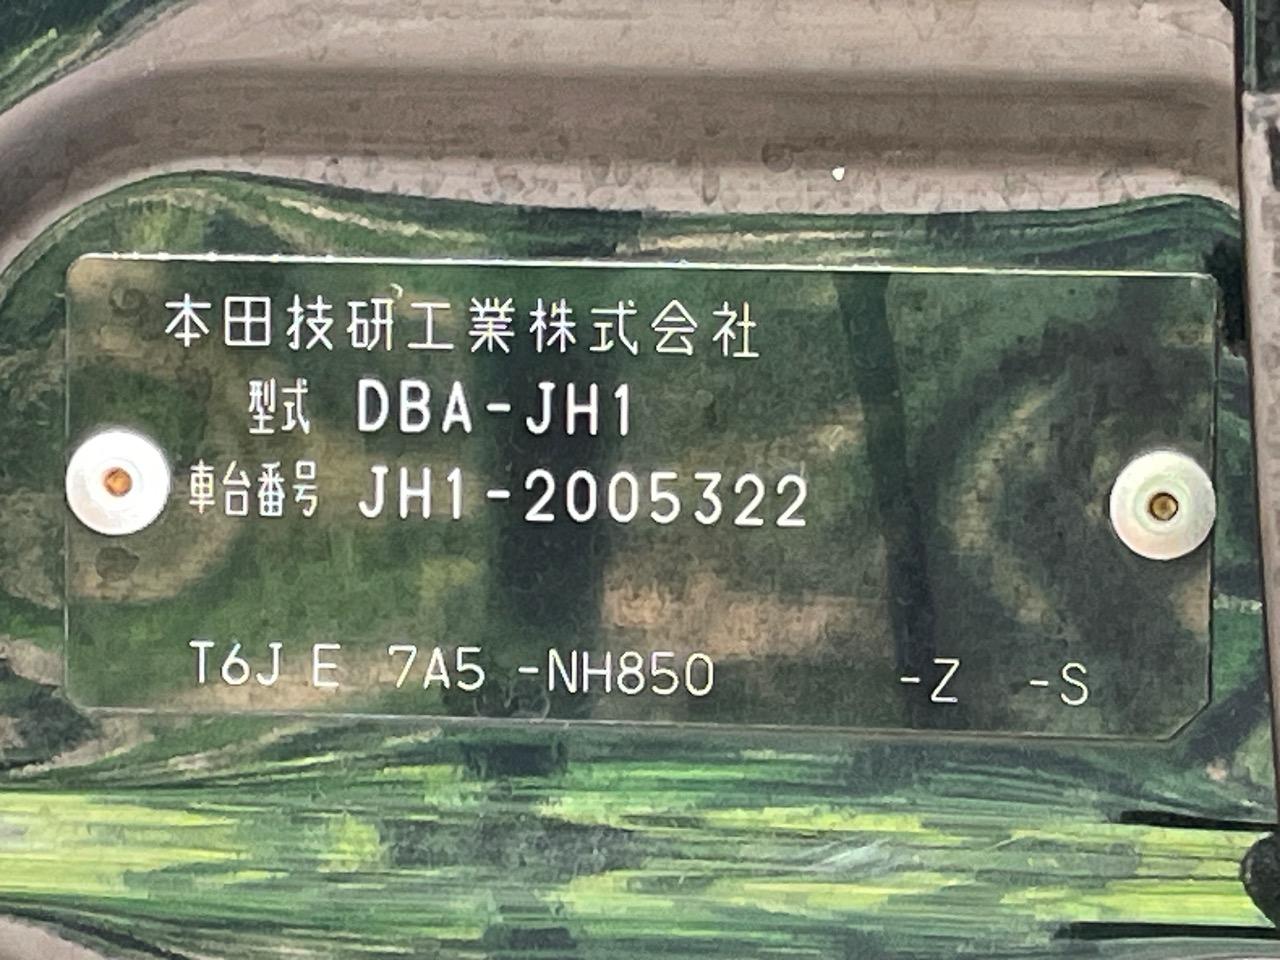 本田技研工業株式会社
型式 DBA-JH1
車台番号 JH1-2005322
T6J E 7A5 -NH850 -Z -S